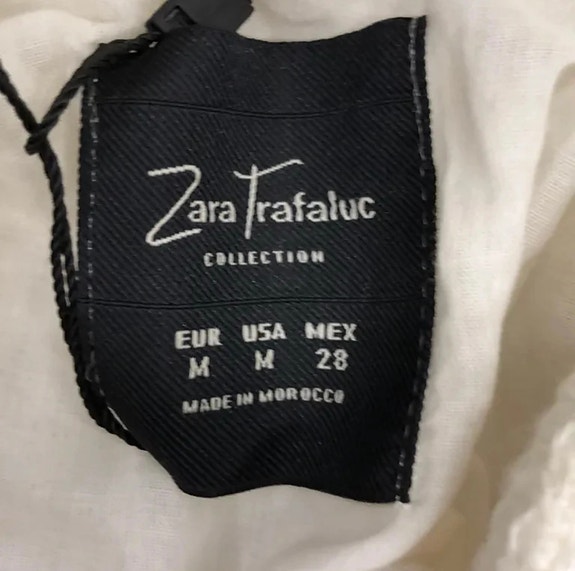 Zara Trafaluc
COLLECTION
EUR USA MEX
M M 28
MADE IN MOROCCO